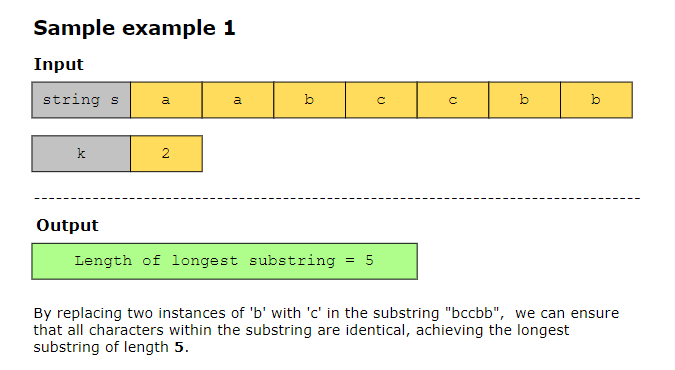 Sample example 1
Input
string s a a b c c b b
k 2
Output
Length of longest substring = 5
By replacing two instances of 'b' with 'c' in the substring "bccbb", we can ensure
that all characters within the substring are identical, achieving the longest
substring of length 5.